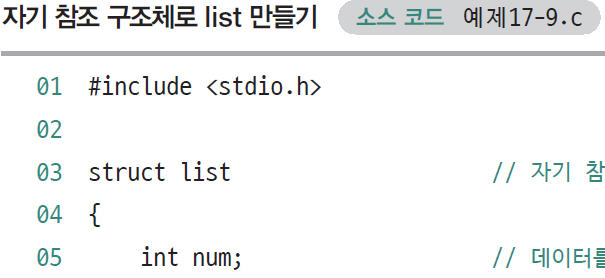 자기 참조 구조체로 list 만들기 소스 코드 예제17-9.c
01 #include <stdio.h>
02
03 struct list // 자기 참
04 {
05 int num; // 데이터를